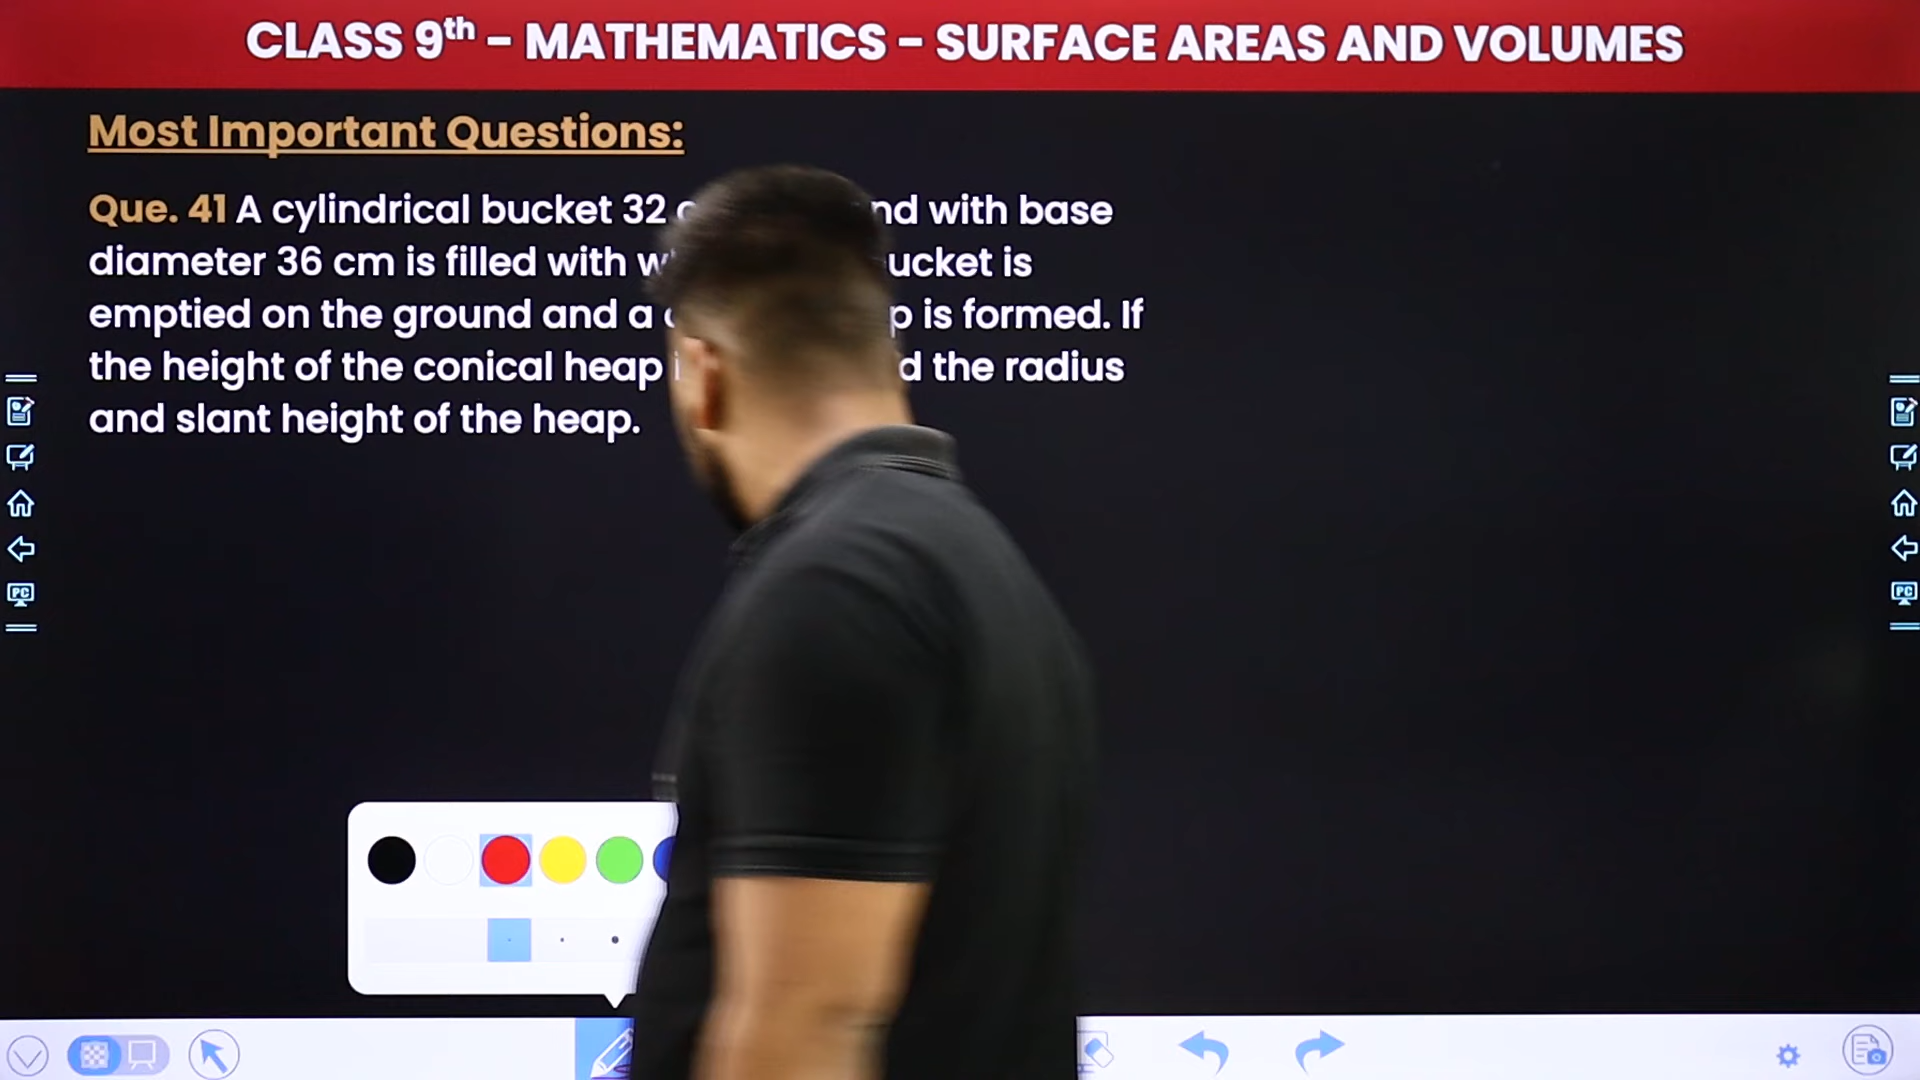 CLASS 9th - MATHEMATICS - SURFACE AREAS AND VOLUMES
Most Important Questions:
Que. 41 A cylindrical bucket 32 with base
diameter 36 cm is filled with is
emptied on the ground and a is formed. If
the height of the conical heap the radius
and slant height of the heap.
PC
PC